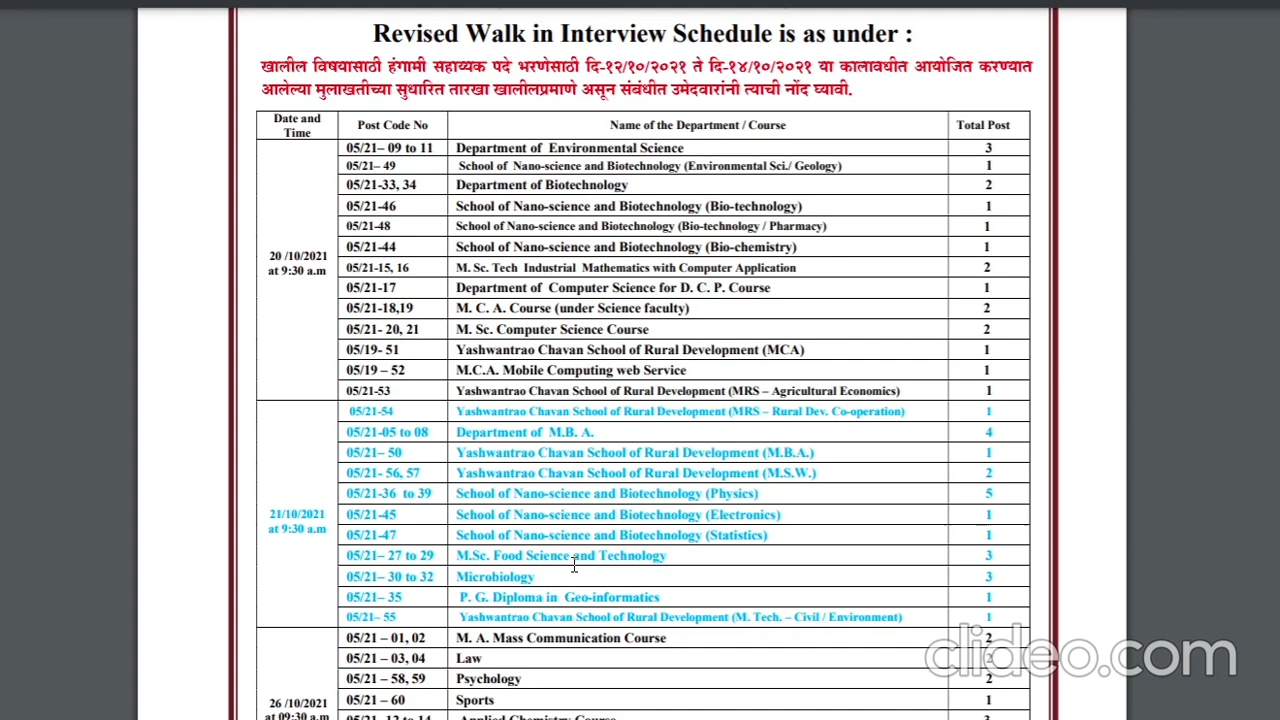 Revised Walk in Interview Schedule is as under :
खालील विषयासाठी हंगामी सहाय्यक पदे भरणेसाठी दि-१२/१०/२०२१ ते दि-१४/१०/२०२१ या कालावधीत आयोजित करण्यात
आलेल्या मुलाखतीच्या सुधारित तारखा खालीलप्रमाणे असून संबंधीत उमेदवारांनी त्याची नोंद घ्यावी.
Date and Time Post Code No Name of the Department / Course Total Post
05/21– 09 to 11 Department of Environmental Science 3
05/21– 49 School of Nano-science and Biotechnology (Environmental Sci./ Geology) 1
05/21-33, 34 Department of Biotechnology 2
05/21-46 School of Nano-science and Biotechnology (Bio-technology) 1
05/21-48 School of Nano-science and Biotechnology (Bio-technology / Pharmacy) 1
05/21-44 School of Nano-science and Biotechnology (Bio-chemistry) 1
20 /10/2021
at 9:30 a.m
05/21-15, 16 M. Sc. Tech Industrial Mathematics with Computer Application 2
05/21-17 Department of Computer Science for D. C. P. Course 1
05/21-18,19 M. C. A. Course (under Science faculty) 2
05/21- 20, 21 M. Sc. Computer Science Course 2
05/19- 51 Yashwantrao Chavan School of Rural Development (MCA) 1
05/19 – 52 M.C.A. Mobile Computing web Service 1
05/21-53 Yashwantrao Chavan School of Rural Development (MRS – Agricultural Economics) 1
05/21-54 Yashwantrao Chavan School of Rural Development (MRS – Rural Dev. Co-operation) 1
05/21-05 to 08 Department of M.B. A. 4
05/21– 50 Yashwantrao Chavan School of Rural Development (M.B.A.) 1
05/21- 56, 57 Yashwantrao Chavan School of Rural Development (M.S.W.) 2
05/21-36 to 39 School of Nano-science and Biotechnology (Physics) 5
21/10/2021
at 9:30 a.m
05/21-45 School of Nano-science and Biotechnology (Electronics) 1
05/21-47 School of Nano-science and Biotechnology (Statistics) 1
05/21– 27 to 29 M.Sc. Food Science and Technology 3
05/21– 30 to 32 Microbiology 3
05/21– 35 P. G. Diploma in Geo-informatics 1
05/21– 55 Yashwantrao Chavan School of Rural Development (M. Tech. – Civil / Environment) 1
05/21 – 01, 02 M. A. Mass Communication Course 2
05/21 – 03, 04 Law 2
05/21 – 58, 59 Psychology 2
05/21 – 60 Sports 1
26 /10/2021
at 09:30 a.m
05/21- 12 to 14 Applied Chemistry Course 3
clideo.com